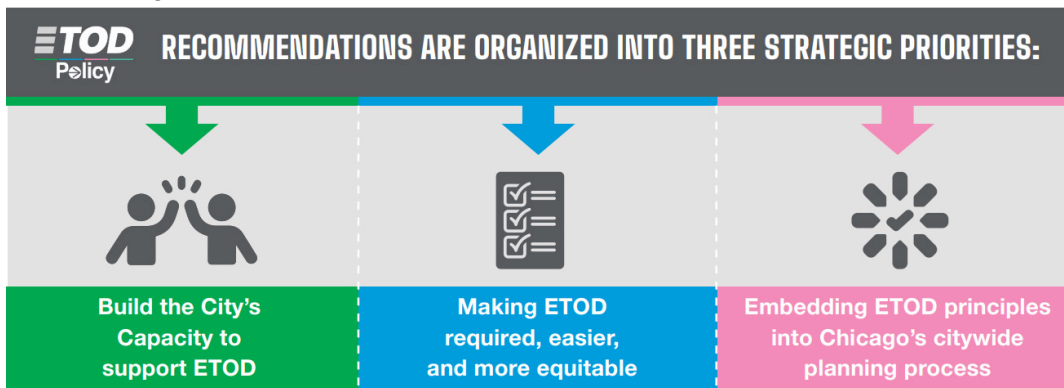 ETOD
Policy
RECOMMENDATIONS ARE ORGANIZED INTO THREE STRATEGIC PRIORITIES:
Build the City's
Capacity to
support ETOD
Making ETOD
required, easier,
and more equitable
Embedding ETOD principles
into Chicago's citywide
planning process